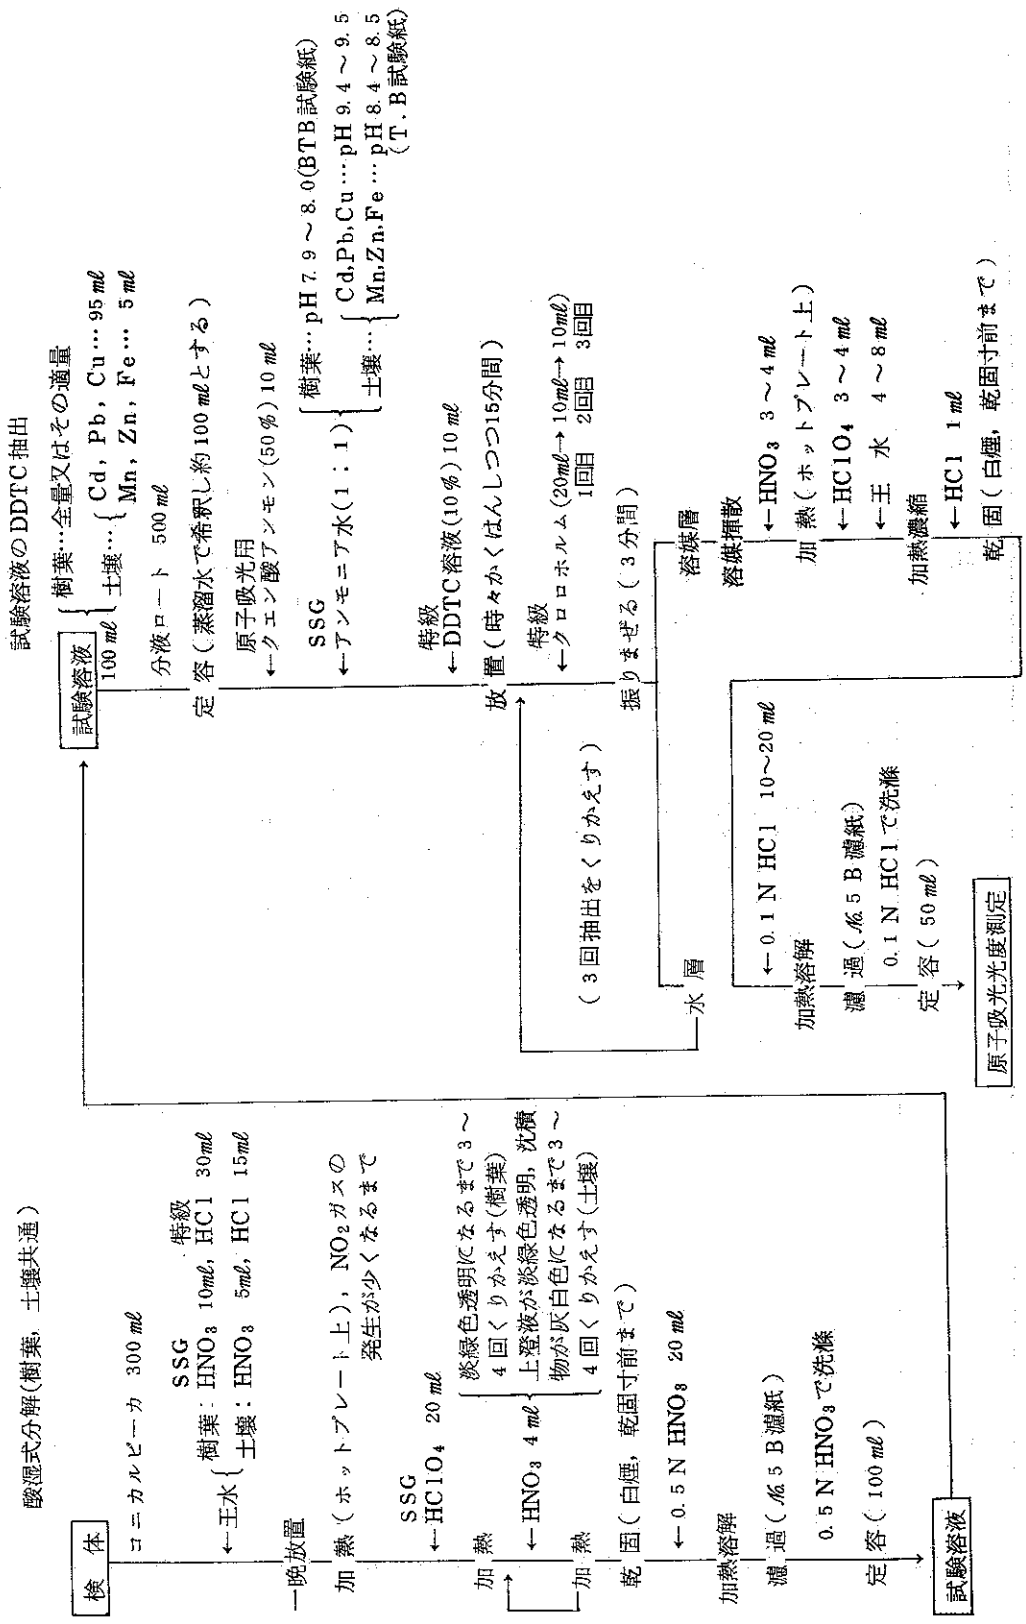 酸湿式分解(樹葉,土壌共通)
検 体
コニカルビーカ 300 ml
SSG 特級
←王水{樹葉:HNO3 10ml, HCl 30ml
土壌:HNO3 5ml, HCl 15ml
一晩放置
加 熱(ホットプレート上),NO2ガスの
発生が少くなるまで
SSG
←HClO4 20 ml
加 熱
←HNO3 4 ml{淡緑色透明になるまで3~
4回くりかえす(樹葉)
上澄液が淡緑色透明,沈積
物が灰白色になるまで3~
4回くりかえす(土壌)
加 熱
乾 固(白煙,乾固寸前まで)
←0.5 N HNO3 20 ml
加熱溶解
濾 過(№5 B濾紙)
0.5 N HNO3で洗滌
定 容(100 ml)
試験溶液
試験溶液のDDTC抽出
試験溶液
100 ml{樹葉…全量又はその適量
土壌…{Cd, Pb, Cu…95 ml
Mn, Zn, Fe… 5 ml
分液ロート 500 ml
定 容(蒸溜水で希釈し約100 mlとする)
原子吸光用
←クエン酸アンモン(50%)10 ml
SSG
←アンモニア水(1:1){樹葉…pH 7.9~8.0(BTB試験紙)
土壌…{Cd,Pb,Cu…pH 9.4~9.5
Mn,Zn,Fe…pH 8.4~8.5
(T.B試験紙)
特級
←DDTC溶液(10%)10 ml
放 置(時々かくはんしつつ15分間)
特級
←クロロホルム(20ml→10ml→10ml)
1回目 2回目 3回目
振りまぜる(3分間)
(3回抽出をくりかえす)
水 層
溶媒層
溶媒揮散
←HNO3 3~4 ml
加 熱(ホットプレート上)
←HClO4 3~4 ml
←王 水 4~8 ml
加熱濃縮
←HCl 1 ml
乾 固(白煙,乾固寸前まで)
←0.1 N HCl 10~20 ml
加熱溶解
濾 過(№5 B濾紙)
0.1 N HClで洗滌
定 容(50 ml)
原子吸光光度測定